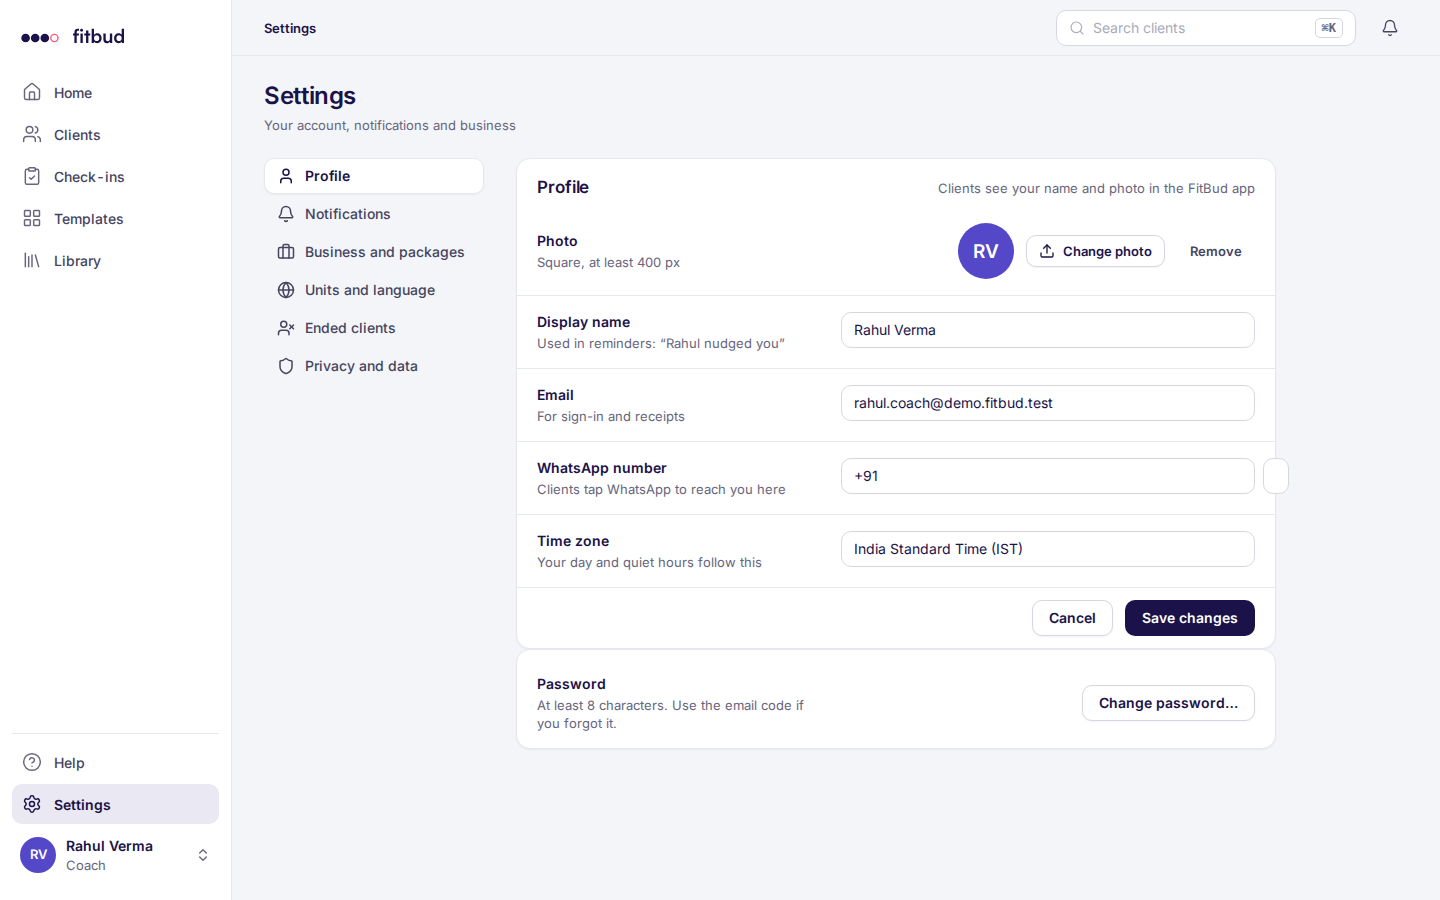 fitbud
Home
Clients
Check-ins
Templates
Library
Help
Settings
RV
Rahul Verma
Coach
Settings
Search clients
⌘K
Settings
Your account, notifications and business
Profile
Notifications
Business and packages
Units and language
Ended clients
Privacy and data
Profile
Clients see your name and photo in the FitBud app
Photo
Square, at least 400 px
RV
Change photo
Remove
Display name
Used in reminders: “Rahul nudged you”
Rahul Verma
Email
For sign-in and receipts
rahul.coach@demo.fitbud.test
WhatsApp number
Clients tap WhatsApp to reach you here
+91
Time zone
Your day and quiet hours follow this
India Standard Time (IST)
Cancel
Save changes
Password
At least 8 characters. Use the email code if
you forgot it.
Change password...